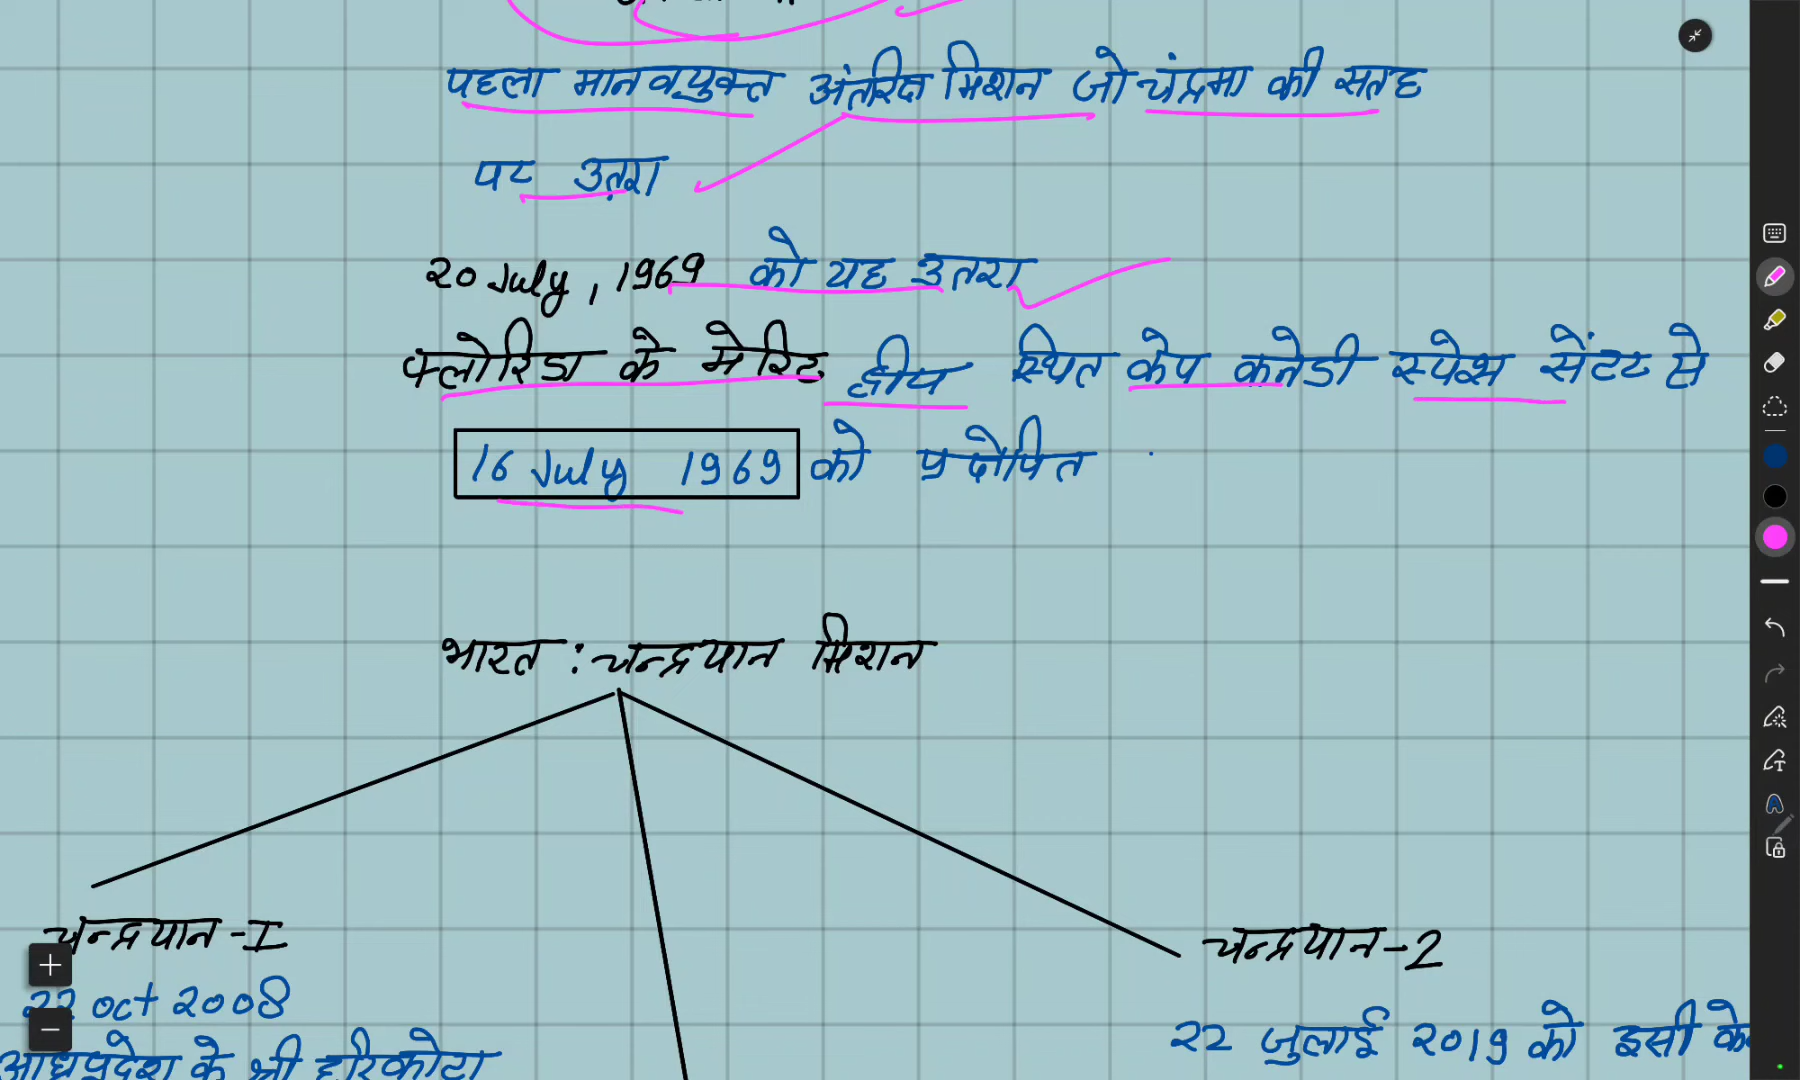 पहला मानवयुक्त अंतरिक्ष मिशन जो चंद्रमा की सतह
पर उतरा
20 July, 1969 को यह उतरा
फ्लोरिडा के मेरिट द्वीप स्थित केप कनेडी स्पेस सेंटर से
16 July 1969 को प्रक्षेपित
भारत : चन्द्रयान मिशन
चन्द्रयान-I
चन्द्रयान-2
22 oct 2008
22 जुलाई 2019 को इसी
आंध्रप्रदेश के श्री हरिकोटा